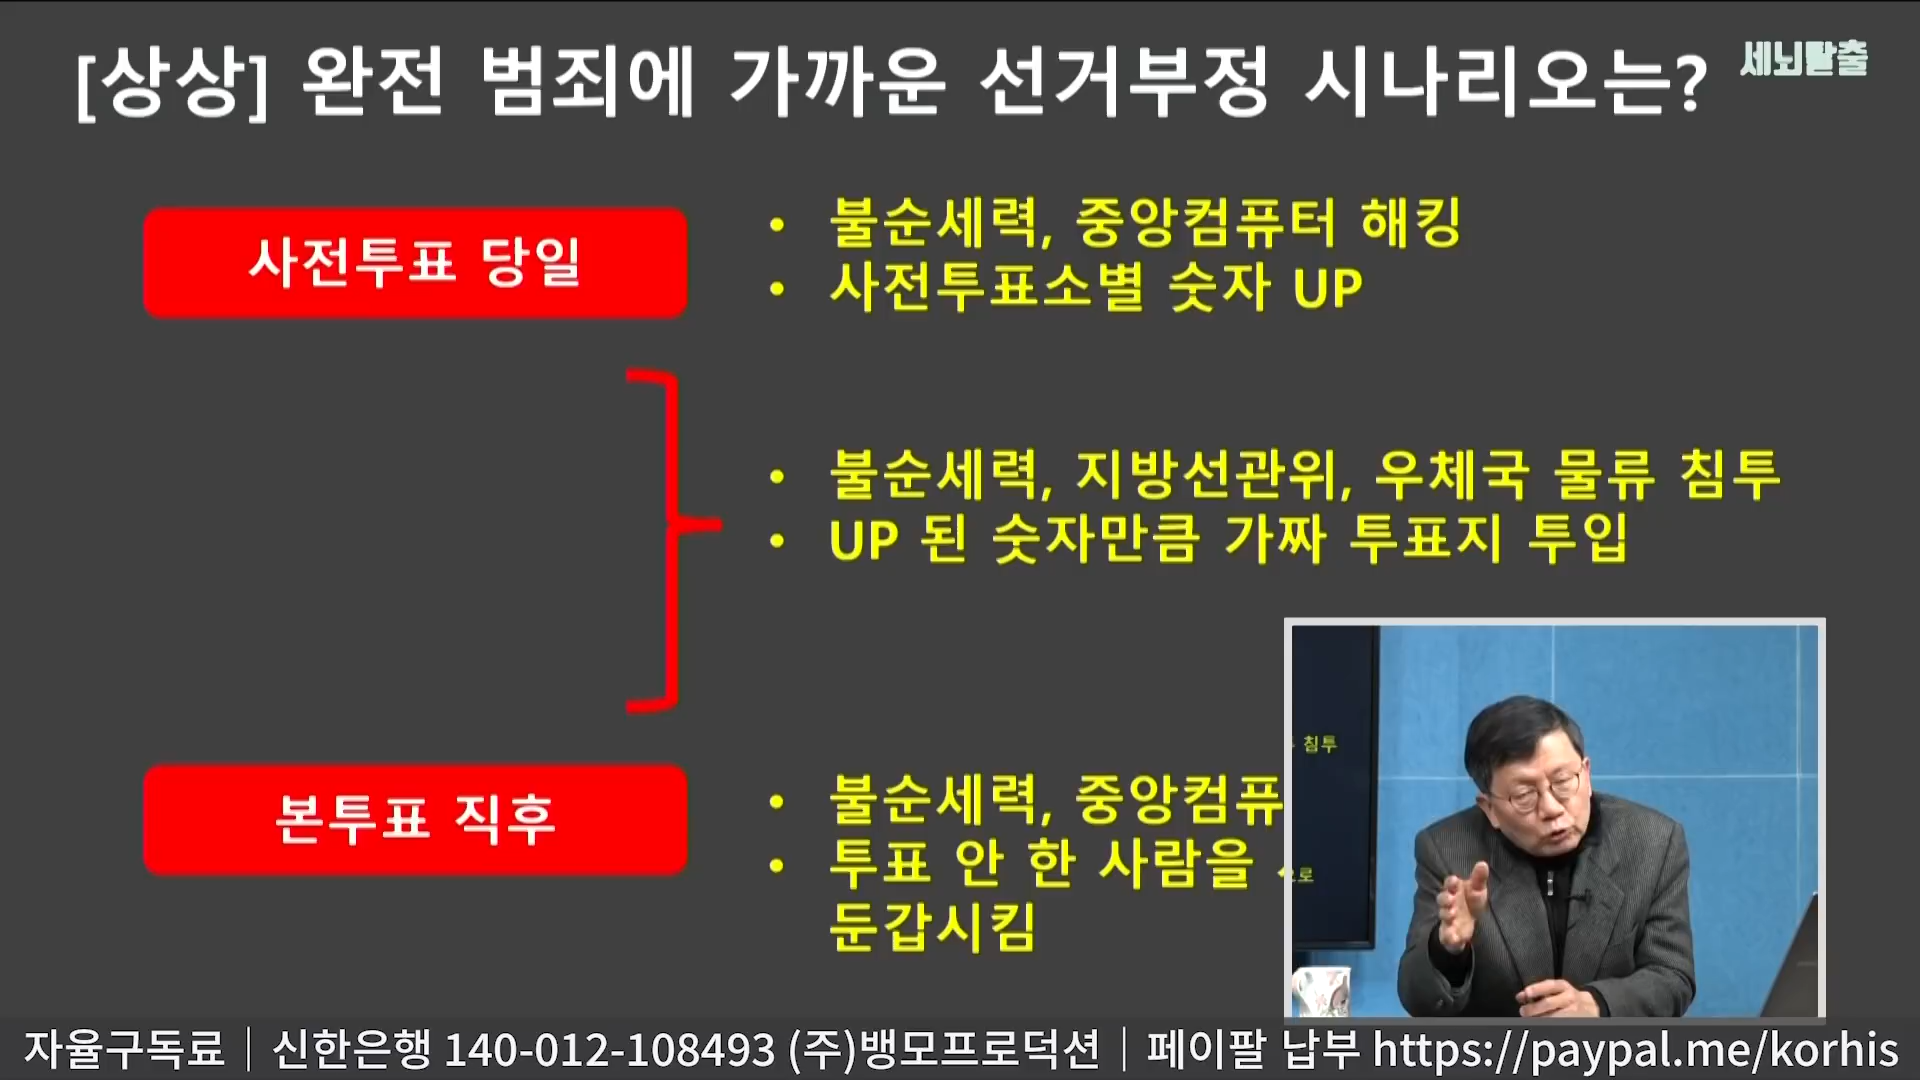 [상상] 완전 범죄에 가까운 선거부정 시나리오는?
세뇌탈출
사전투표 당일
• 불순세력, 중앙컴퓨터 해킹
• 사전투표소별 숫자 UP
• 불순세력, 지방선관위, 우체국 물류 침투
• UP 된 숫자만큼 가짜 투표지 투입
본투표 직후
• 불순세력, 중앙컴퓨
• 투표 안 한 사람을
둔갑시킴
침투
로
자율구독료｜신한은행 140-012-108493 (주)뱅모프로덕션｜페이팔 납부 https://paypal.me/korhis